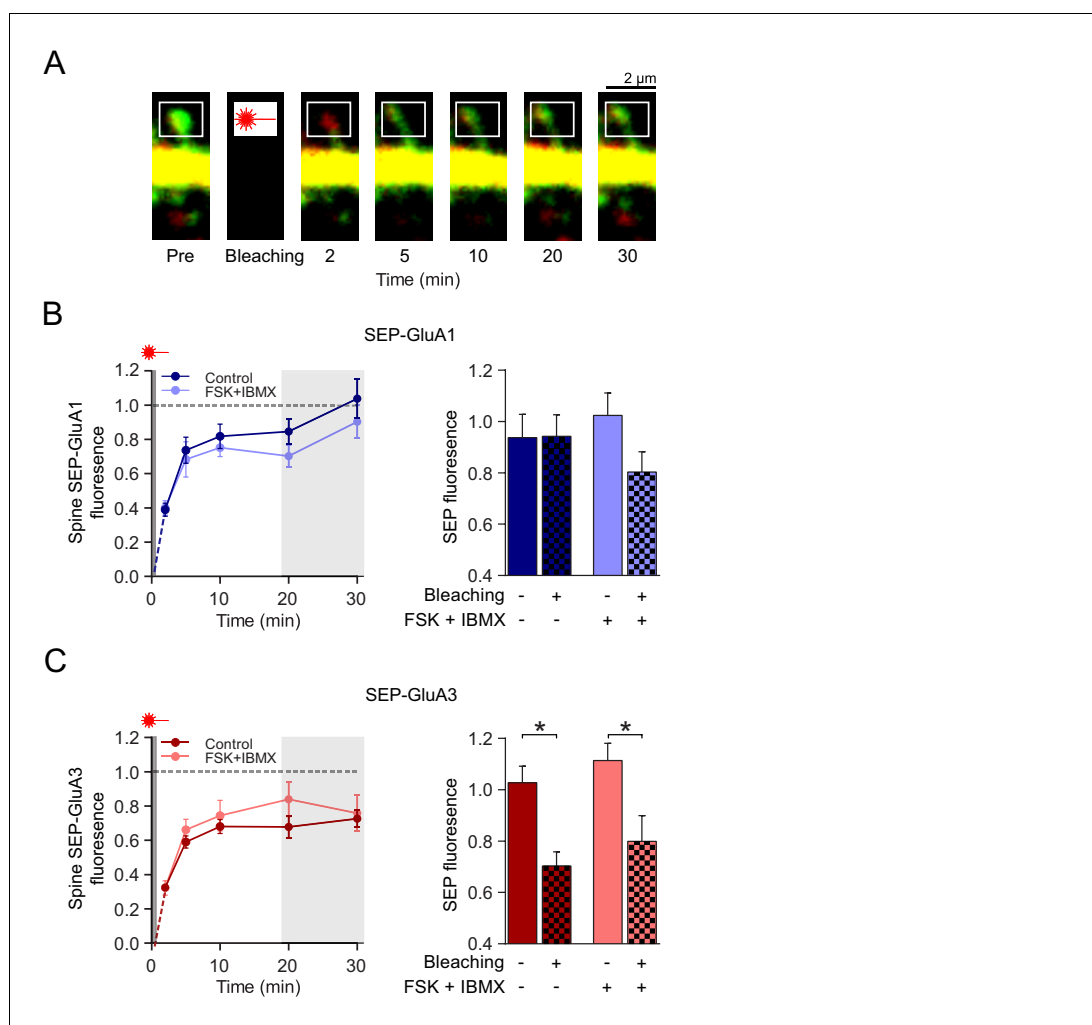 A
2 µm
Pre Bleaching 2 5 10 20 30
Time (min)
B
SEP-GluA1
1.2
1.0
0.8
0.6
0.4
0.2
0.0
Spine SEP-GluA1
fluoresence
Control
FSK+IBMX
0 10 20 30
Time (min)
1.2
1.0
0.8
0.6
0.4
SEP fluoresence
Bleaching - + - +
FSK + IBMX - - + +
C
SEP-GluA3
1.2
1.0
0.8
0.6
0.4
0.2
0.0
Spine SEP-GluA3
fluoresence
Control
FSK+IBMX
0 10 20 30
Time (min)
* *
1.2
1.0
0.8
0.6
0.4
SEP fluoresence
Bleaching - + - +
FSK + IBMX - - + +